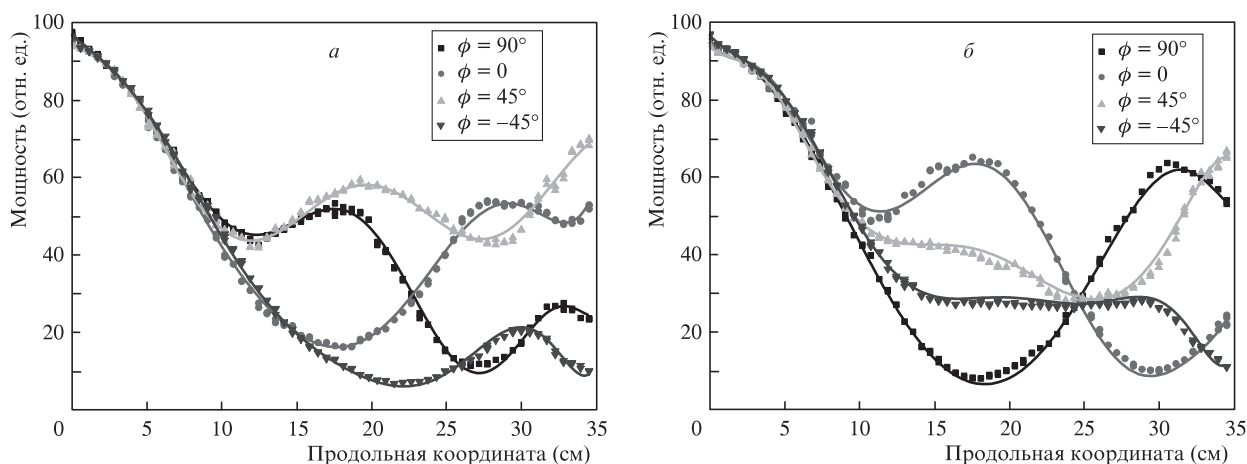 100
80
60
40
20
0
5
10
15
20
25
30
35
Мощность (отн. ед.)
Продольная координата (см)
а
ϕ = 90°
ϕ = 0
ϕ = 45°
ϕ = −45°
100
80
60
40
20
0
5
10
15
20
25
30
35
Мощность (отн. ед.)
Продольная координата (см)
б
ϕ = 90°
ϕ = 0
ϕ = 45°
ϕ = −45°